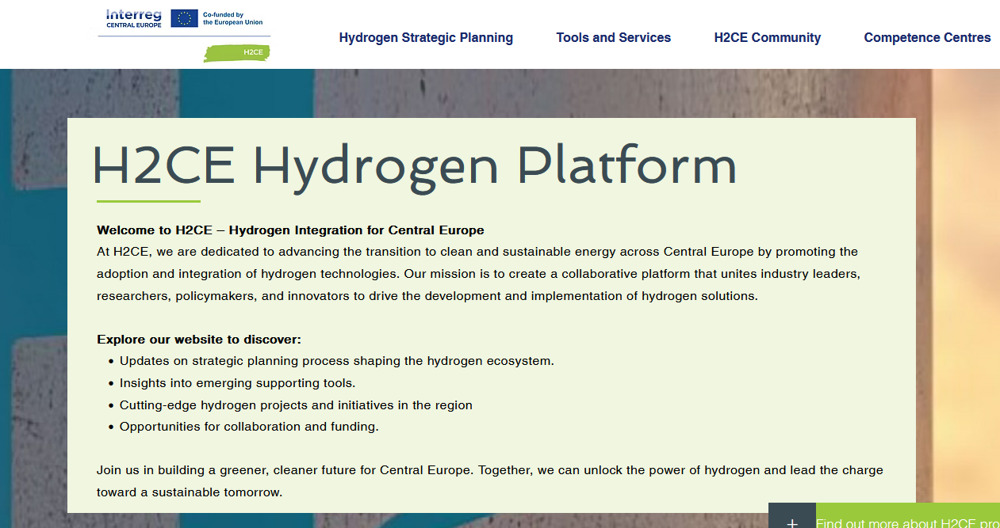 Interreg
CENTRAL EUROPE
Co-funded by
the European Union
H2CE
Hydrogen Strategic Planning
Tools and Services
H2CE Community
Competence Centres
H2CE Hydrogen Platform
Welcome to H2CE – Hydrogen Integration for Central Europe
At H2CE, we are dedicated to advancing the transition to clean and sustainable energy across Central Europe by promoting the
adoption and integration of hydrogen technologies. Our mission is to create a collaborative platform that unites industry leaders,
researchers, policymakers, and innovators to drive the development and implementation of hydrogen solutions.
Explore our website to discover:
• Updates on strategic planning process shaping the hydrogen ecosystem.
• Insights into emerging supporting tools.
• Cutting-edge hydrogen projects and initiatives in the region
• Opportunities for collaboration and funding.
Join us in building a greener, cleaner future for Central Europe. Together, we can unlock the power of hydrogen and lead the charge
toward a sustainable tomorrow.
+ Find out more about H2CE pro